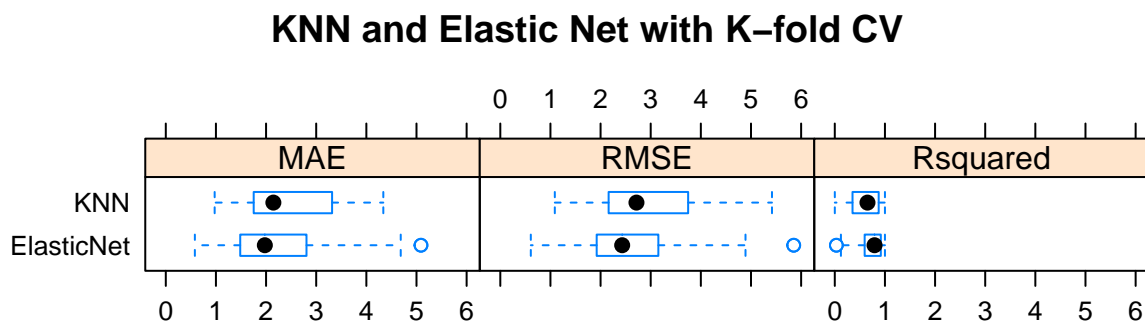 KNN and Elastic Net with K−fold CV
0 1 2 3 4 5 6
MAE RMSE Rsquared
KNN
ElasticNet
0 1 2 3 4 5 6 0 1 2 3 4 5 6